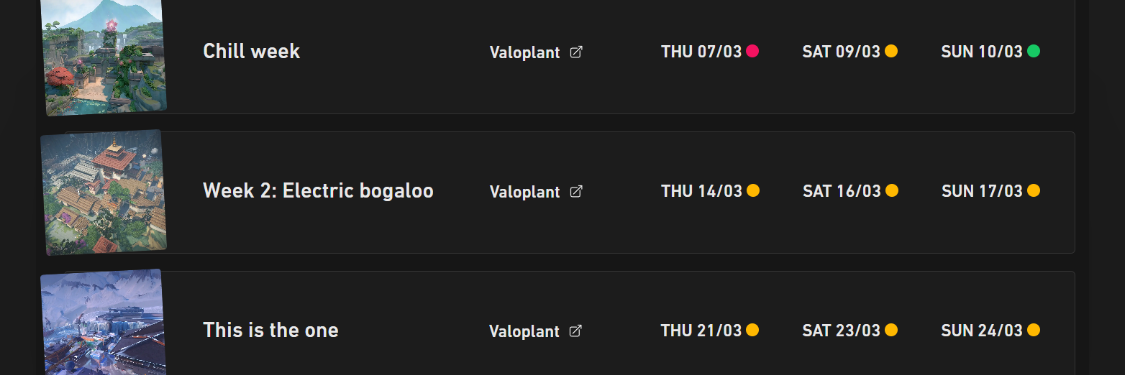 Chill week Valoplant THU 07/03 SAT 09/03 SUN 10/03
Week 2: Electric bogaloo Valoplant THU 14/03 SAT 16/03 SUN 17/03
This is the one Valoplant THU 21/03 SAT 23/03 SUN 24/03